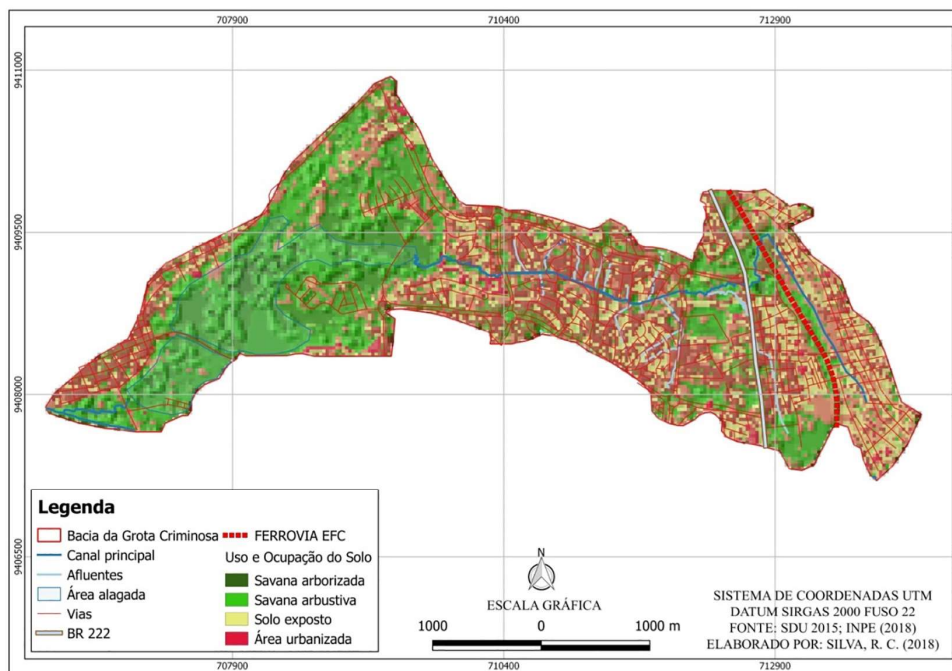 707900 710400 712900
9411000
9409500
9408000
9406500
Legenda
Bacia da Grota Criminosa
Canal principal
Afluentes
Área alagada
Vias
BR 222
FERROVIA EFC
Uso e Ocupação do Solo
Savana arborizada
Savana arbustiva
Solo exposto
Área urbanizada
N
ESCALA GRÁFICA
1000 0 1000 m
SISTEMA DE COORDENADAS UTM
DATUM SIRGAS 2000 FUSO 22
FONTE: SDU 2015; INPE (2018)
ELABORADO POR: SILVA, R. C. (2018)
707900 710400 712900